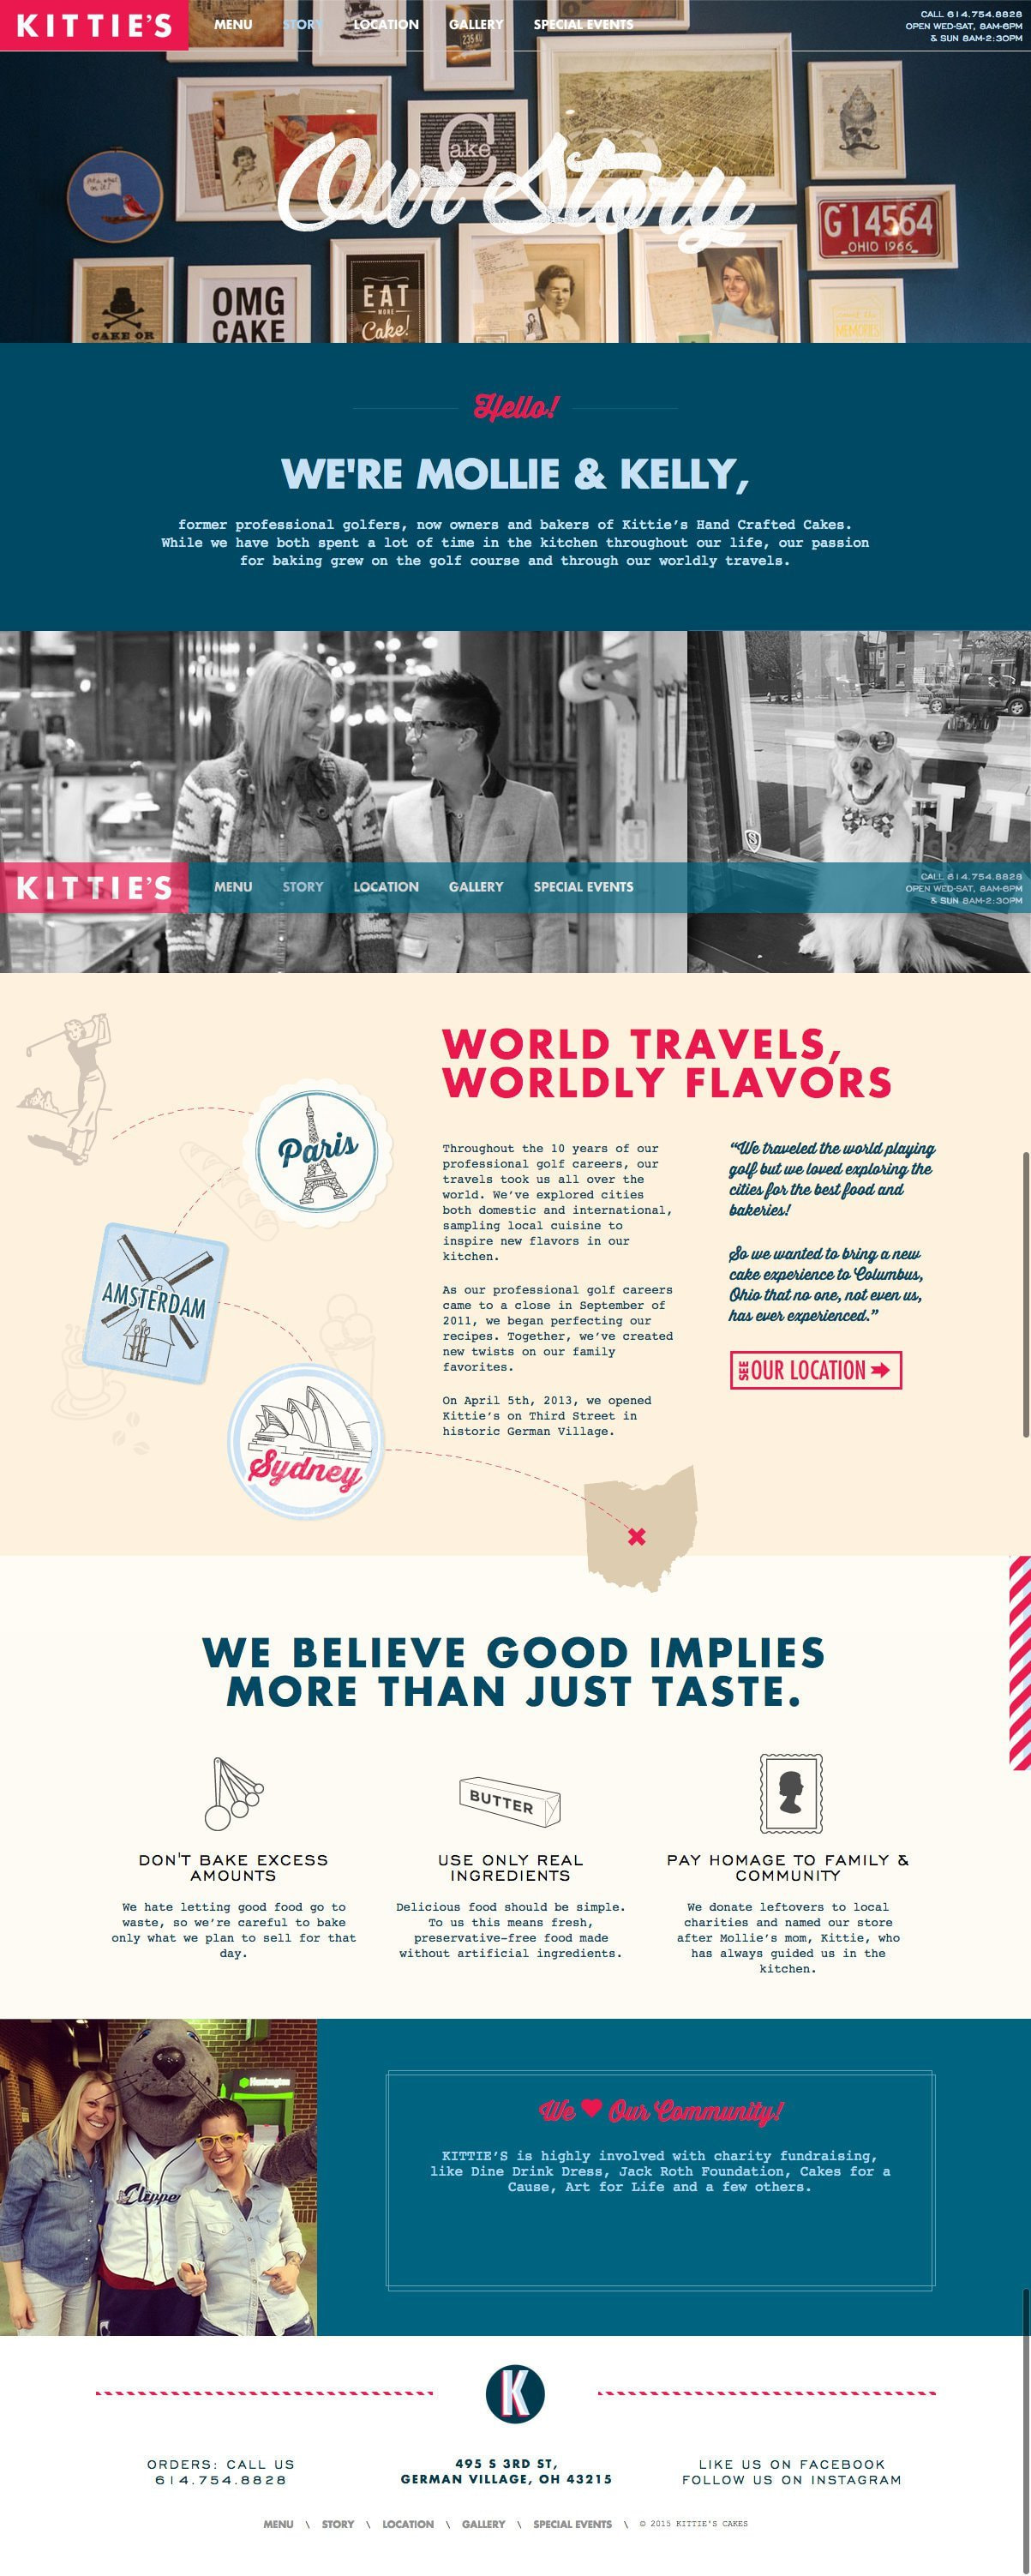 KITTIE'S
MENU STORY LOCATION GALLERY SPECIAL EVENTS
CALL 614.754.8828
OPEN WED-SAT, 8AM-6PM
& SUN 8AM-2:30PM
235 KU
Cake
Our Story
G 14564
OHIO 1966
CAKE OR
OMG
CAKE
EAT
MORE
Cake!
MEMORIES
Hello!
WE'RE MOLLIE & KELLY,
former professional golfers, now owners and bakers of Kittie's Hand Crafted Cakes.
While we have both spent a lot of time in the kitchen throughout our life, our passion
for baking grew on the golf course and through our worldly travels.
KITTIE'S
MENU STORY LOCATION GALLERY SPECIAL EVENTS
CALL 614.754.8828
OPEN WED-SAT, 8AM-6PM
& SUN 8AM-2:30PM
WORLD TRAVELS,
WORLDLY FLAVORS
Paris
AMSTERDAM
Sydney
Throughout the 10 years of our
professional golf careers, our
travels took us all over the
world. We've explored cities
both domestic and international,
sampling local cuisine to
inspire new flavors in our
kitchen.
As our professional golf careers
came to a close in September of
2011, we began perfecting our
recipes. Together, we've created
new twists on our family
favorites.
On April 5th, 2013, we opened
Kittie's on Third Street in
historic German Village.
“We traveled the world playing
golf but we loved exploring the
cities for the best food and
bakeries!
So we wanted to bring a new
cake experience to Columbus,
Ohio that no one, not even us,
has ever experienced.”
SEE OUR LOCATION
WE BELIEVE GOOD IMPLIES
MORE THAN JUST TASTE.
BUTTER
DON'T BAKE EXCESS
AMOUNTS
We hate letting good food go to
waste, so we're careful to bake
only what we plan to sell for that
day.
USE ONLY REAL
INGREDIENTS
Delicious food should be simple.
To us this means fresh,
preservative-free food made
without artificial ingredients.
PAY HOMAGE TO FAMILY &
COMMUNITY
We donate leftovers to local
charities and named our store
after Mollie's mom, Kittie, who
has always guided us in the
kitchen.
Huntington
Clippe
We ♥ Our Community!
KITTIE'S is highly involved with charity fundraising,
like Dine Drink Dress, Jack Roth Foundation, Cakes for a
Cause, Art for Life and a few others.
K
ORDERS: CALL US
614.754.8828
495 S 3RD ST,
GERMAN VILLAGE, OH 43215
LIKE US ON FACEBOOK
FOLLOW US ON INSTAGRAM
MENU \ STORY \ LOCATION \ GALLERY \ SPECIAL EVENTS \ © 2015 KITTIE'S CAKES